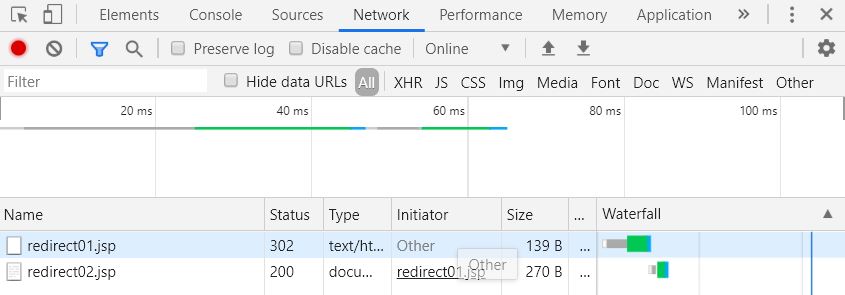 Elements Console Sources Network Performance Memory Application »
Preserve log Disable cache Online
Filter Hide data URLs All XHR JS CSS Img Media Font Doc WS Manifest Other
20 ms 40 ms 60 ms 80 ms 100 ms
Name Status Type Initiator Size ... Waterfall
redirect01.jsp 302 text/ht... Other 139 B ...
redirect02.jsp 200 docu... redirect01.jsp 270 B ...
Other